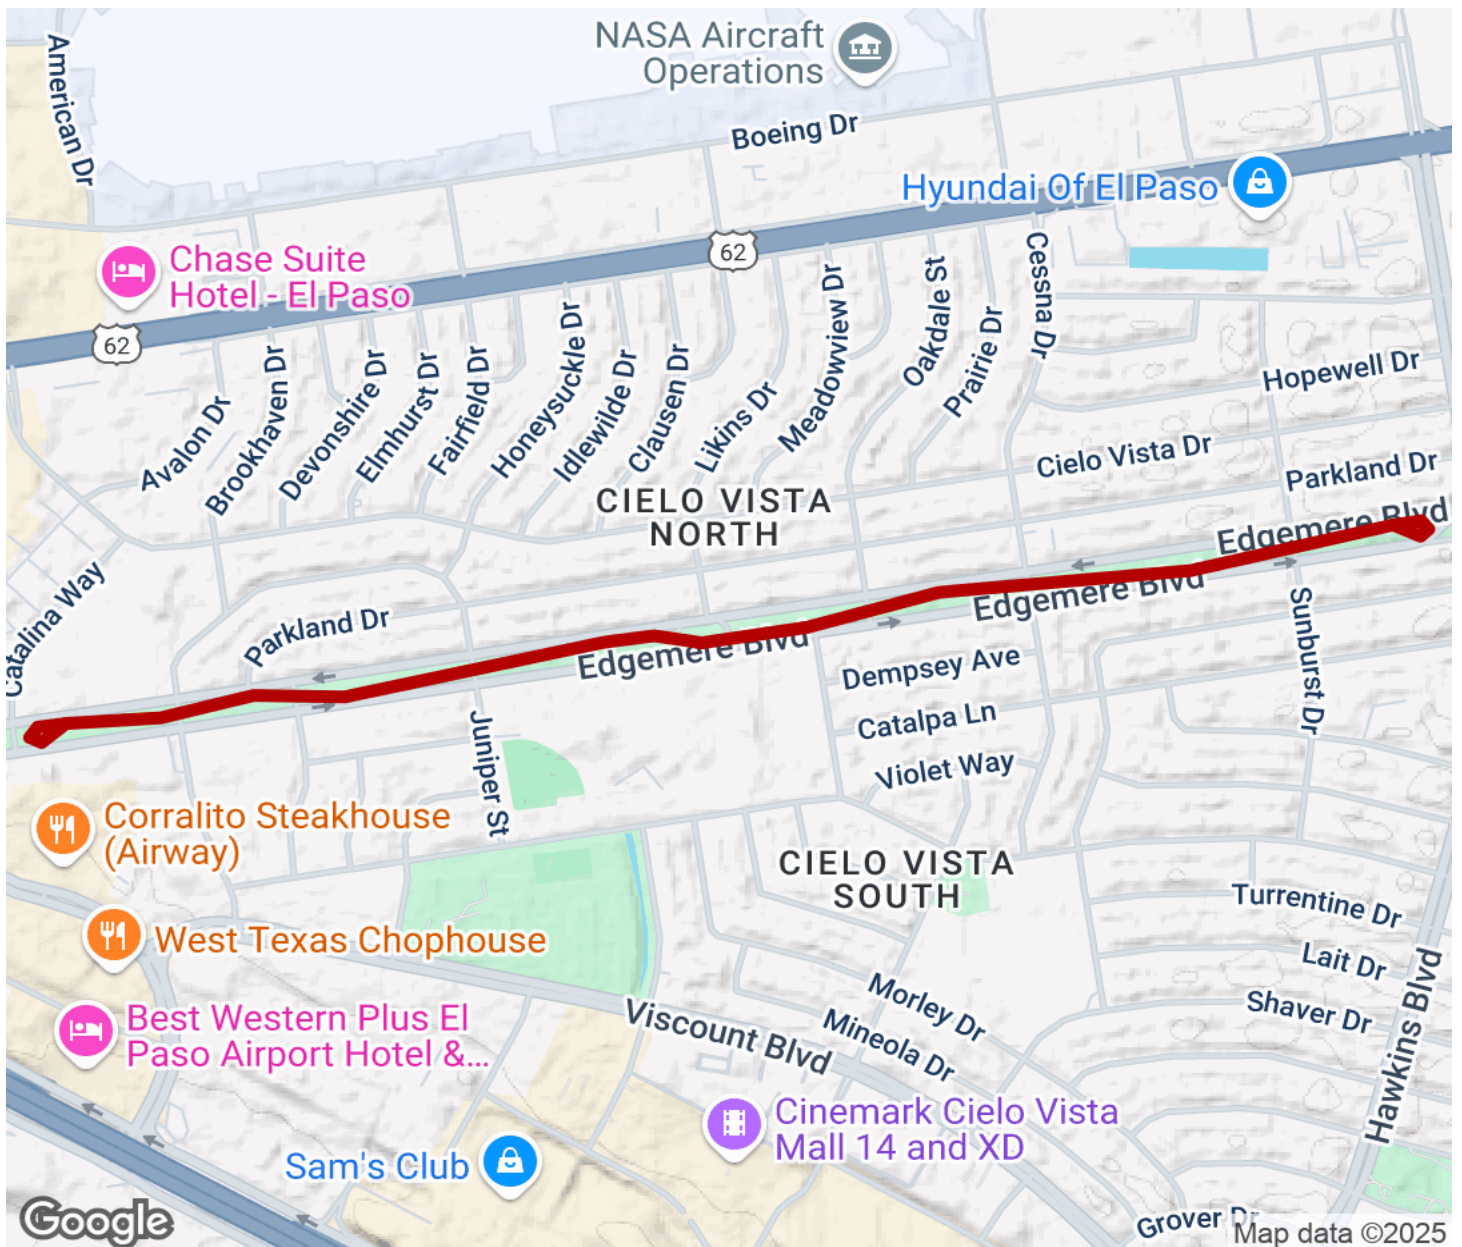 American Dr
NASA Aircraft
Operations
Boeing Dr
Hyundai Of El Paso
62
Chase Suite
Hotel - El Paso
62
Cessna Dr
Oakdale St
Prairie Dr
Meadowview Dr
Likins Dr
Clausen Dr
Idlewilde Dr
Honeysuckle Dr
Fairfield Dr
Elmhurst Dr
Devonshire Dr
Brookhaven Dr
Avalon Dr
Hopewell Dr
Cielo Vista Dr
Parkland Dr
CIELO VISTA
NORTH
Edgemere Blvd
Catalina Way
Parkland Dr
Edgemere Blvd
Edgemere Blvd
Sunburst Dr
Dempsey Ave
Catalpa Ln
Violet Way
Juniper St
Corralito Steakhouse
(Airway)
CIELO VISTA
SOUTH
West Texas Chophouse
Turrentine Dr
Lait Dr
Shaver Dr
Hawkins Blvd
Morley Dr
Mineola Dr
Viscount Blvd
Best Western Plus El
Paso Airport Hotel &...
Cinemark Cielo Vista
Mall 14 and XD
Sam's Club
Grover Dr
Google
Map data ©2025